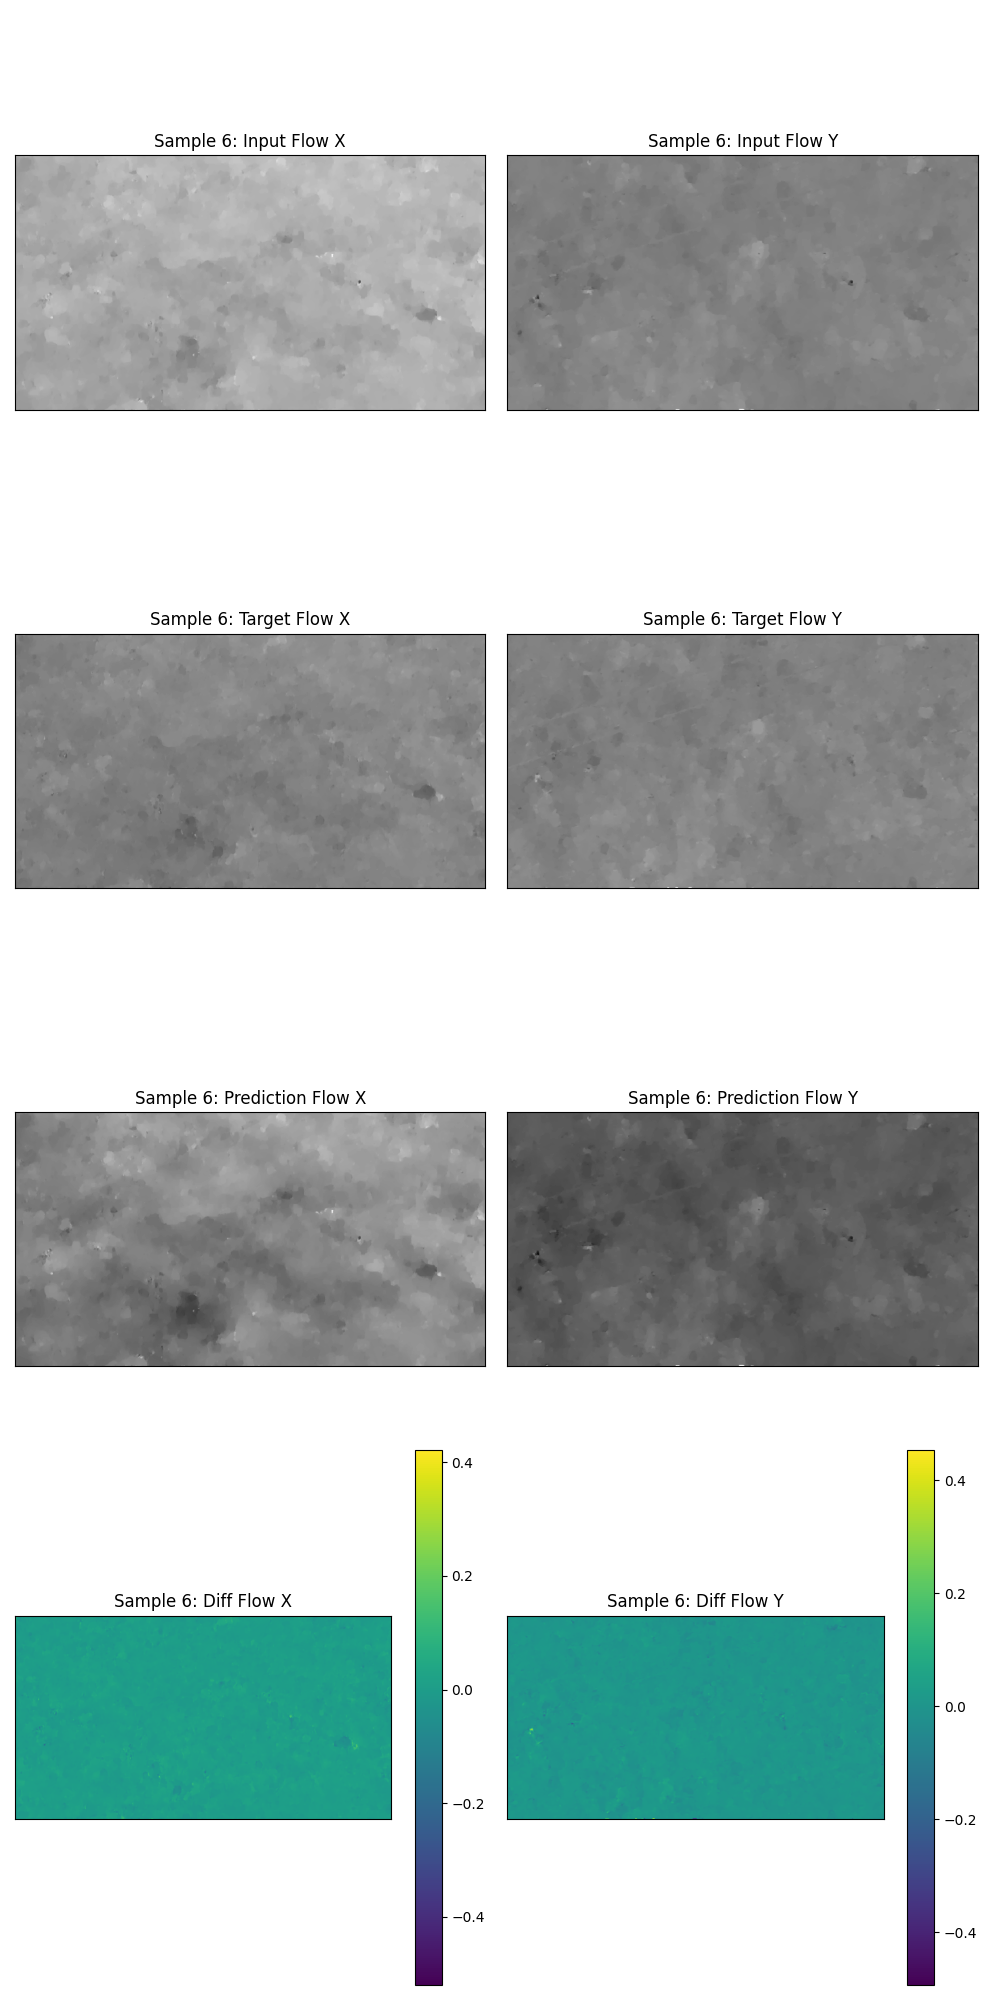 Sample 6: Input Flow X
Sample 6: Input Flow Y
Sample 6: Target Flow X
Sample 6: Target Flow Y
Sample 6: Prediction Flow X
Sample 6: Prediction Flow Y
Sample 6: Diff Flow X
0.4
0.2
0.0
−0.2
−0.4
Sample 6: Diff Flow Y
0.4
0.2
0.0
−0.2
−0.4